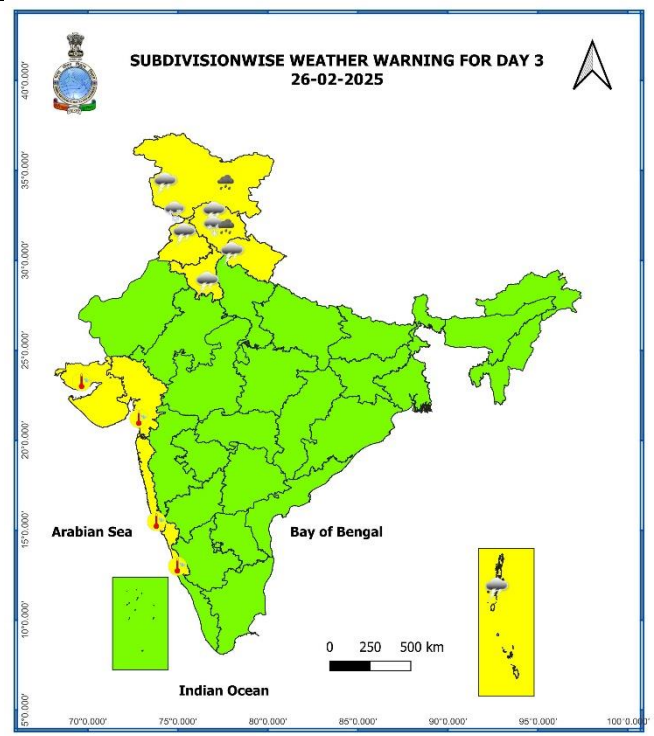 SUBDIVISIONWISE WEATHER WARNING FOR DAY 3
26-02-2025
40°0.000'
35°0.000'
30°0.000'
25°0.000'
20°0.000'
15°0.000'
10°0.000'
5°0.000'
Arabian Sea
Bay of Bengal
0 250 500 km
Indian Ocean
70°0.000' 75°0.000' 80°0.000' 85°0.000' 90°0.000' 95°0.000' 100°0.000'